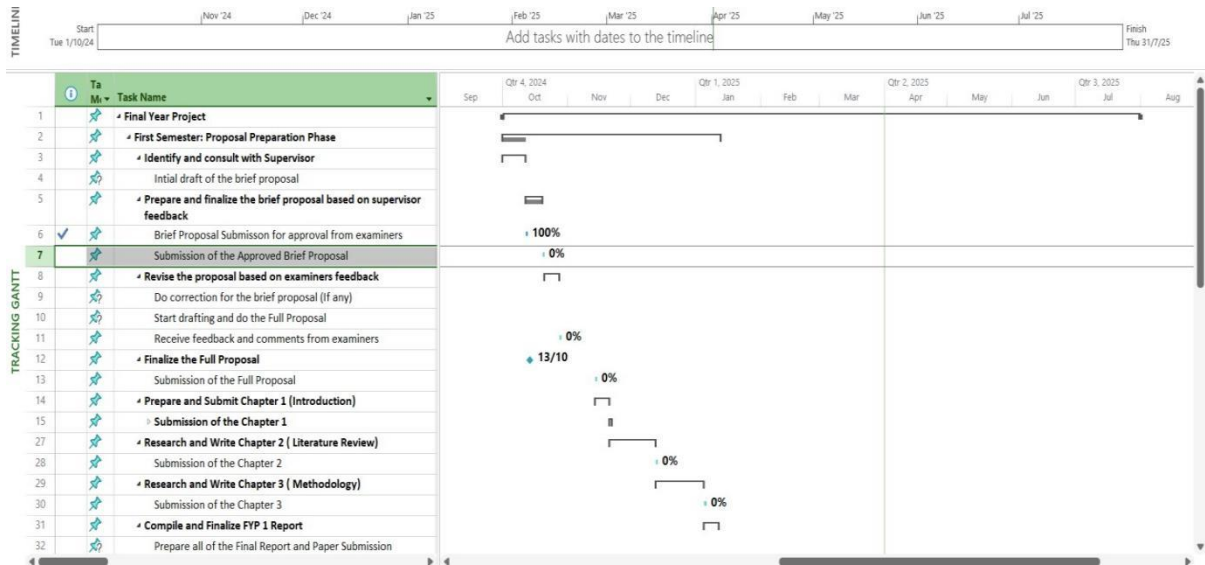 TIMELINE
Nov '24 Dec '24 Jan '25 Feb '25 Mar '25 Apr '25 May '25 Jun '25 Jul '25
Start
Tue 1/10/24
Add tasks with dates to the timeline
Finish
Thu 31/7/25
TRACKING GANTT
Ta
Mo Task Name
Qtr 4, 2024 Qtr 1, 2025 Qtr 2, 2025 Qtr 3, 2025
Sep Oct Nov Dec Jan Feb Mar Apr May Jun Jul Aug
1 Final Year Project
2 First Semester: Proposal Preparation Phase
3 Identify and consult with Supervisor
4 Intial draft of the brief proposal
5 Prepare and finalize the brief proposal based on supervisor
feedback
6 Brief Proposal Submisson for approval from examiners 100%
7 Submission of the Approved Brief Proposal 0%
8 Revise the proposal based on examiners feedback
9 Do correction for the brief proposal (If any)
10 Start drafting and do the Full Proposal
11 Receive feedback and comments from examiners 0%
12 Finalize the Full Proposal 13/10
13 Submission of the Full Proposal 0%
14 Prepare and Submit Chapter 1 (Introduction)
15 Submission of the Chapter 1
27 Research and Write Chapter 2 ( Literature Review)
28 Submission of the Chapter 2 0%
29 Research and Write Chapter 3 ( Methodology)
30 Submission of the Chapter 3 0%
31 Compile and Finalize FYP 1 Report
32 Prepare all of the Final Report and Paper Submission